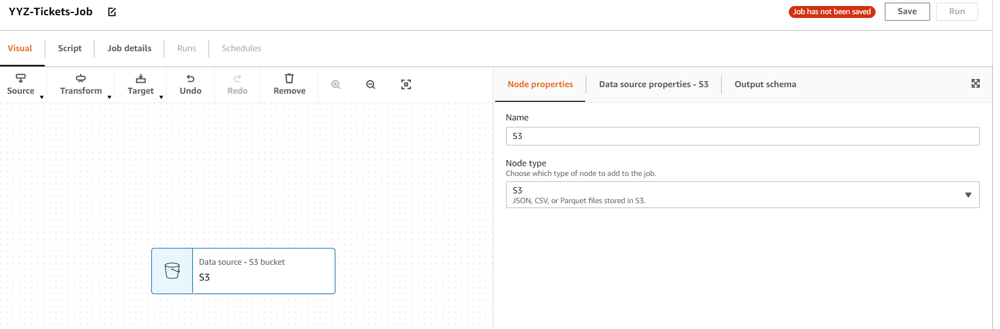 YYZ-Tickets-Job
Job has not been saved
Save
Run
Visual
Script
Job details
Runs
Schedules
Source
Transform
Target
Undo
Redo
Remove
Node properties
Data source properties - S3
Output schema
Name
S3
Node type
Choose which type of node to add to the job.
S3
JSON, CSV, or Parquet files stored in S3.
Data source - S3 bucket
S3